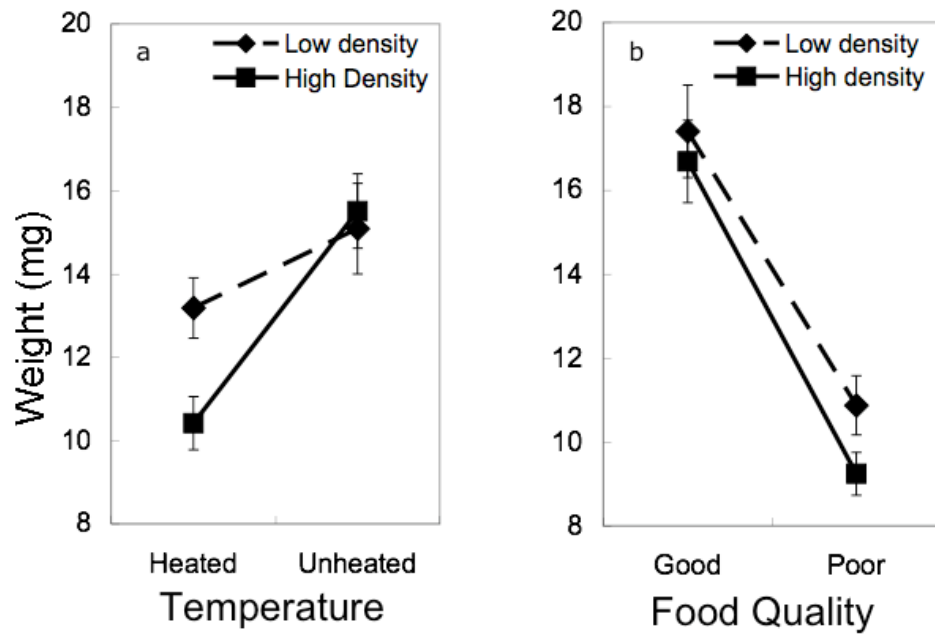 Weight (mg)
a
Low density
High Density
20
18
16
14
12
10
8
Heated Unheated
Temperature
b
Low density
High density
20
18
16
14
12
10
8
Good Poor
Food Quality